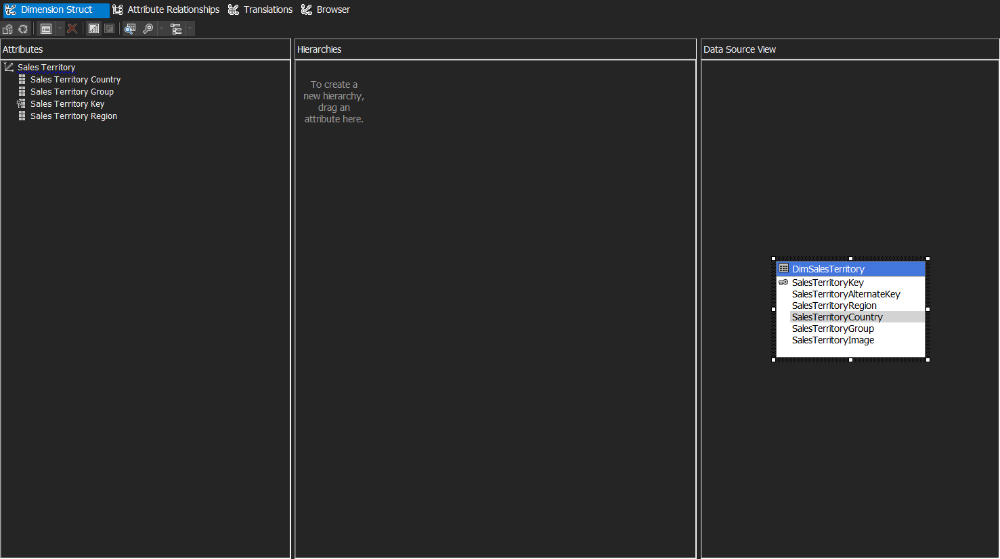 Dimension Struct
Attribute Relationships
Translations
Browser
Attributes
Sales Territory
Sales Territory Country
Sales Territory Group
Sales Territory Key
Sales Territory Region
Hierarchies
To create a
new hierarchy,
drag an
attribute here.
Data Source View
DimSalesTerritory
SalesTerritoryKey
SalesTerritoryAlternateKey
SalesTerritoryRegion
SalesTerritoryCountry
SalesTerritoryGroup
SalesTerritoryImage